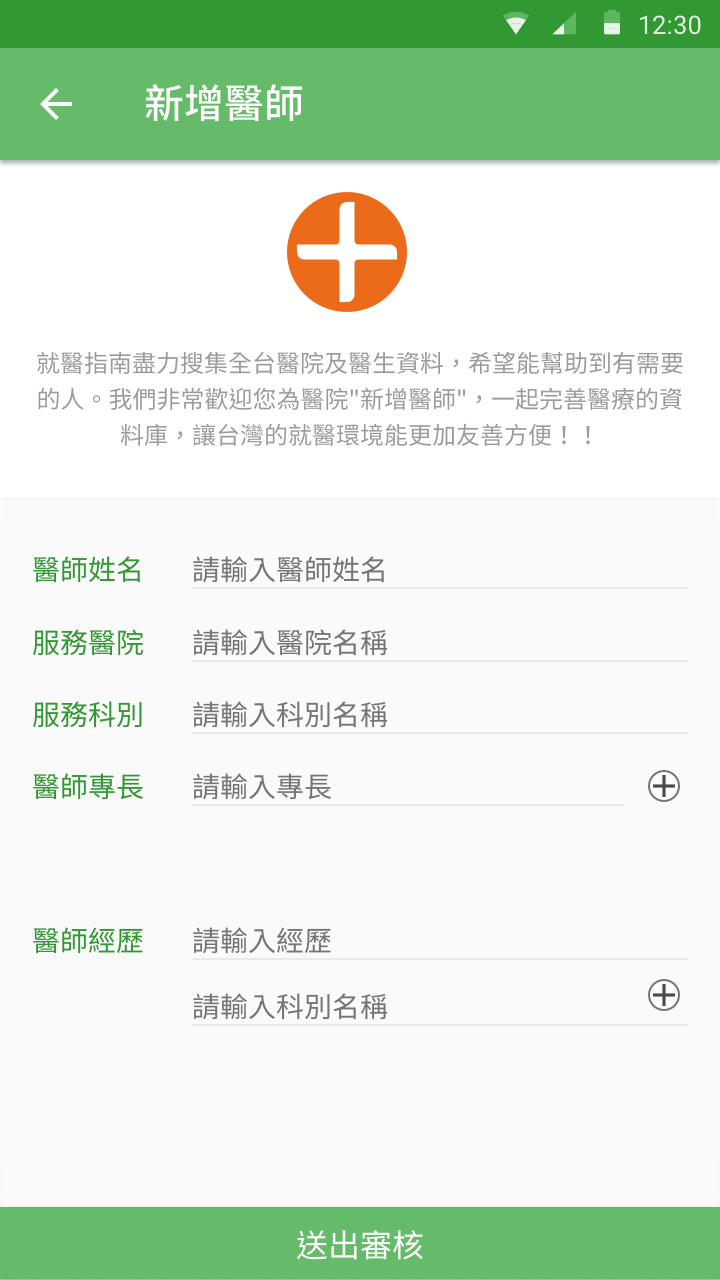 12:30
新增醫師
就醫指南盡力搜集全台醫院及醫生資料，希望能幫助到有需要
的人。我們非常歡迎您為醫院"新增醫師"，一起完善醫療的資
料庫，讓台灣的就醫環境能更加友善方便！！
醫師姓名 請輸入醫師姓名
服務醫院 請輸入醫院名稱
服務科別 請輸入科別名稱
醫師專長 請輸入專長
醫師經歷 請輸入經歷
請輸入科別名稱
送出審核